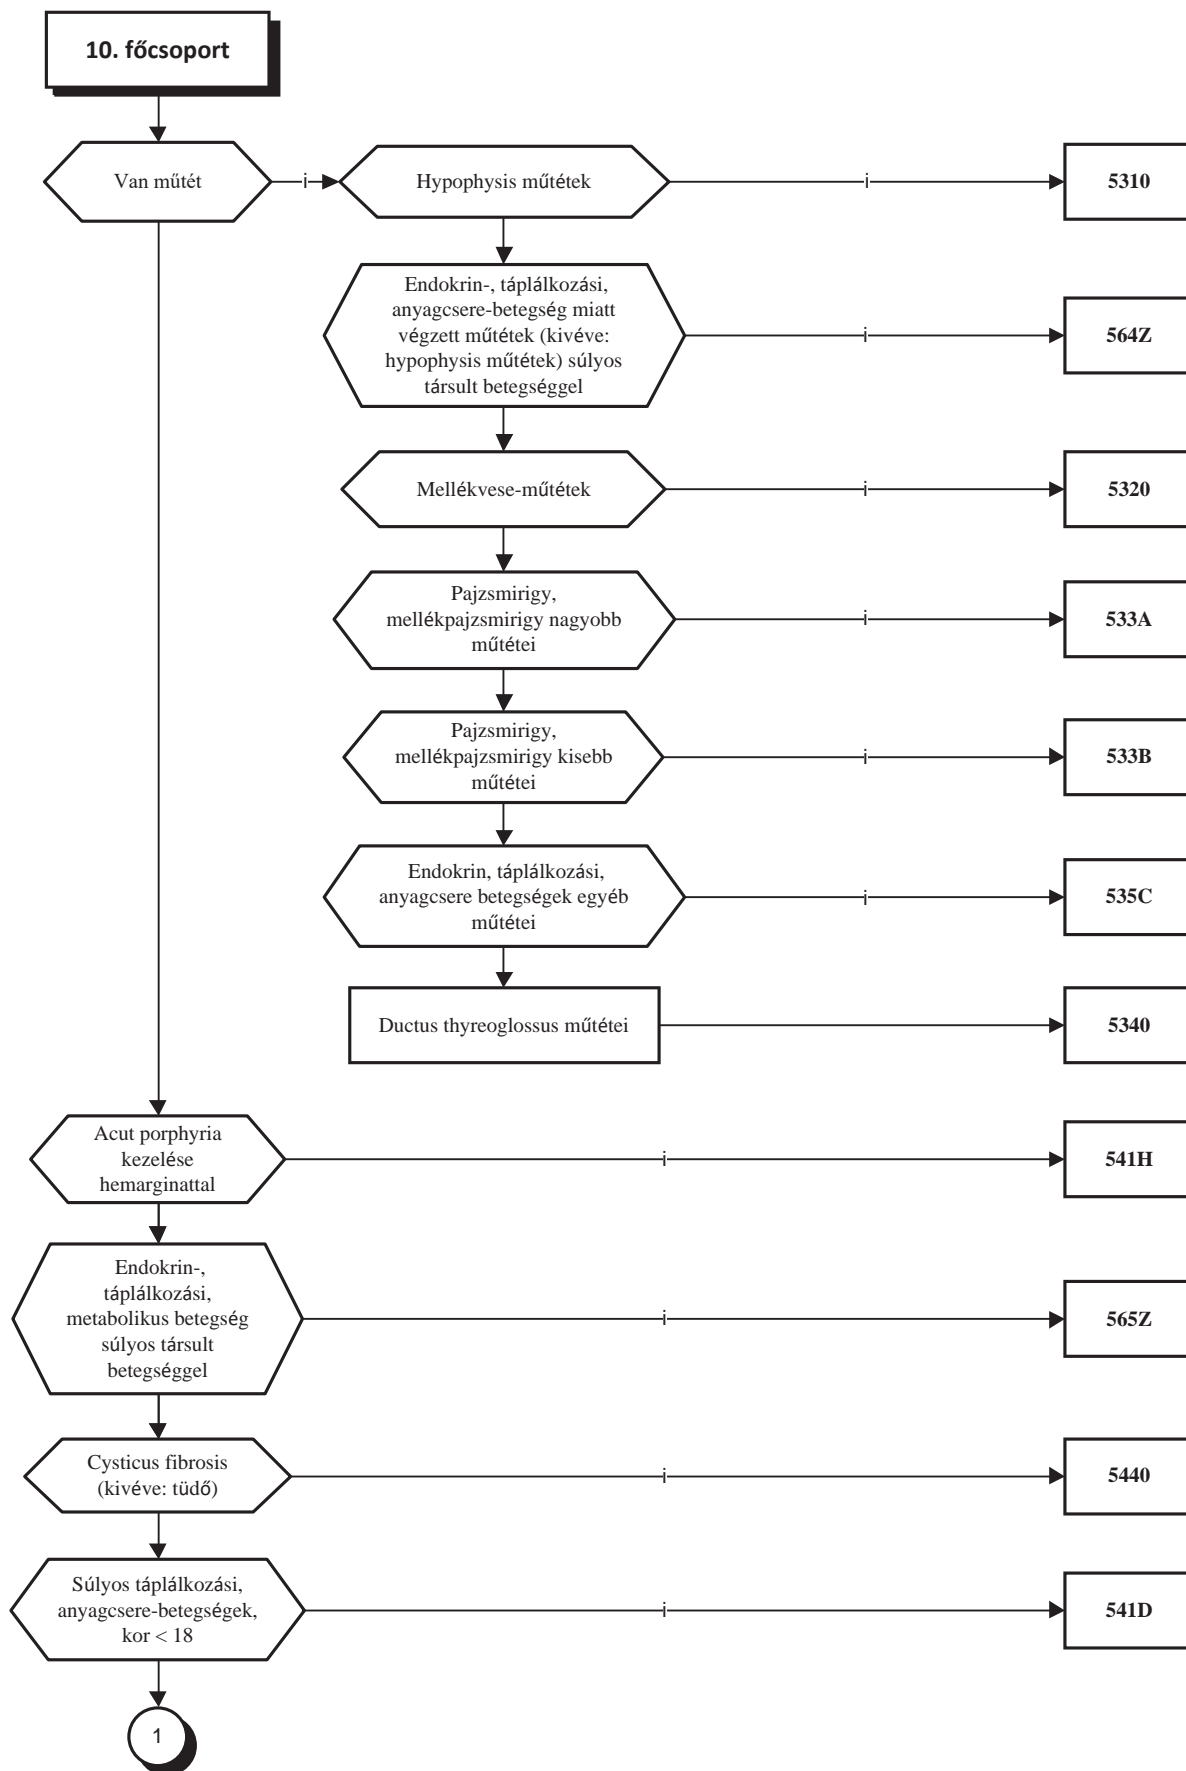 10. főcsoport
Van műtét
i
Hypophysis műtétek
i
5310
Endokrin-, táplálkozási,
anyagcsere-betegség miatt
végzett műtétek (kivéve:
hypophysis műtétek) súlyos
társult betegséggel
i
564Z
Mellékvese-műtétek
i
5320
Pajzsmirigy,
mellékpajzsmirigy nagyobb
műtétei
i
533A
Pajzsmirigy,
mellékpajzsmirigy kisebb
műtétei
i
533B
Endokrin, táplálkozási,
anyagcsere betegségek egyéb
műtétei
i
535C
Ductus thyreoglossus műtétei
5340
Acut porphyria
kezelése
hemarginattal
i
541H
Endokrin-,
táplálkozási,
metabolikus betegség
súlyos társult
betegséggel
i
565Z
Cysticus fibrosis
(kivéve: tüdő)
i
5440
Súlyos táplálkozási,
anyagcsere-betegségek,
kor < 18
i
541D
1